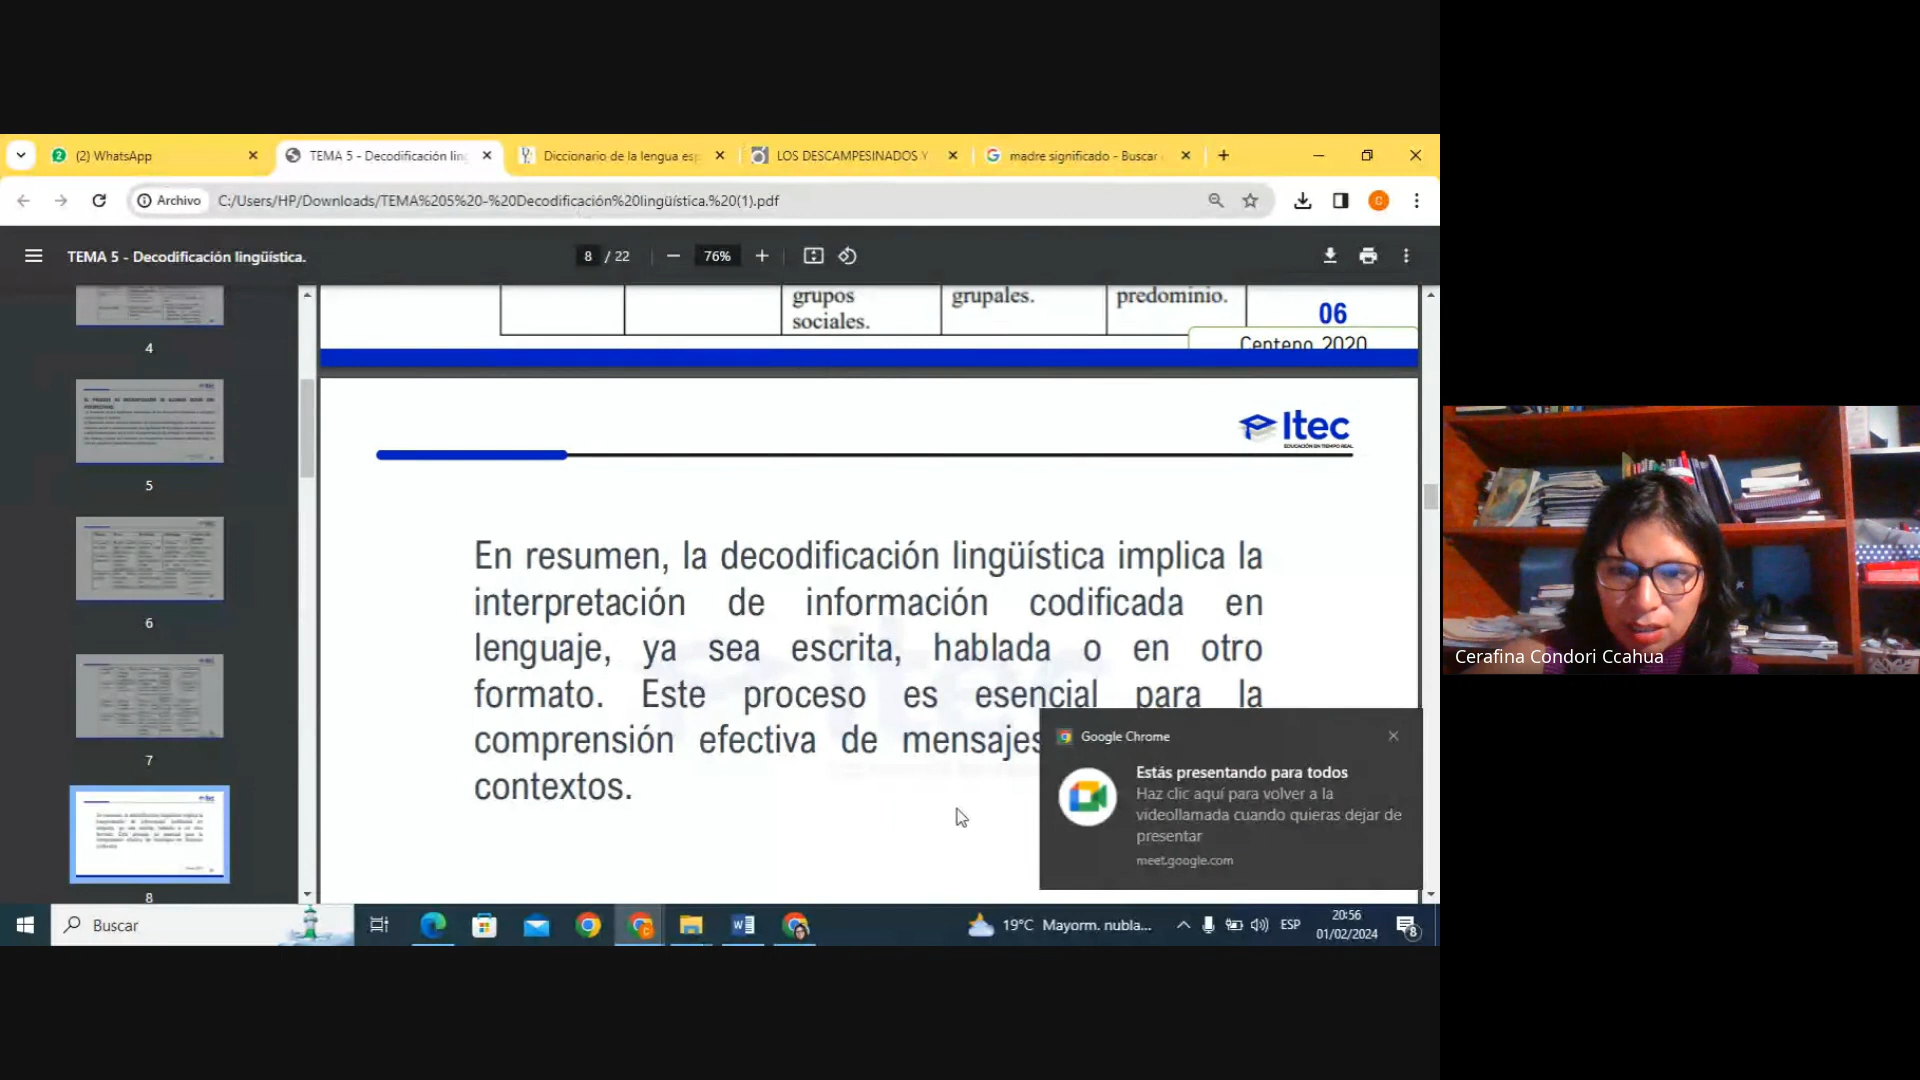 (2) WhatsApp
TEMA 5 - Decodificación lin
Diccionario de la lengua es
LOS DESCAMPESINADOS Y
madre significado - Buscar
Archivo
C:/Users/HP/Downloads/TEMA%205%20-%20Decodificación%20lingüística.%20(1).pdf
TEMA 5 - Decodificación lingüística.
8 / 22
76%
grupos
sociales.
grupales.
predominio.
06
Centeno 2020
4
5
6
7
8
Itec
EDUCACIÓN EN TIEMPO REAL
En resumen, la decodificación lingüística implica la
interpretación de información codificada en
lenguaje, ya sea escrita, hablada o en otro
formato. Este proceso es esencial para la
comprensión efectiva de mensajes
contextos.
Google Chrome
Estás presentando para todos
Haz clic aquí para volver a la
videollamada cuando quieras dejar de
presentar
meet.google.com
Cerafina Condori Ccahua
Buscar
19°C Mayorm. nubla...
ESP
20:56
01/02/2024
8